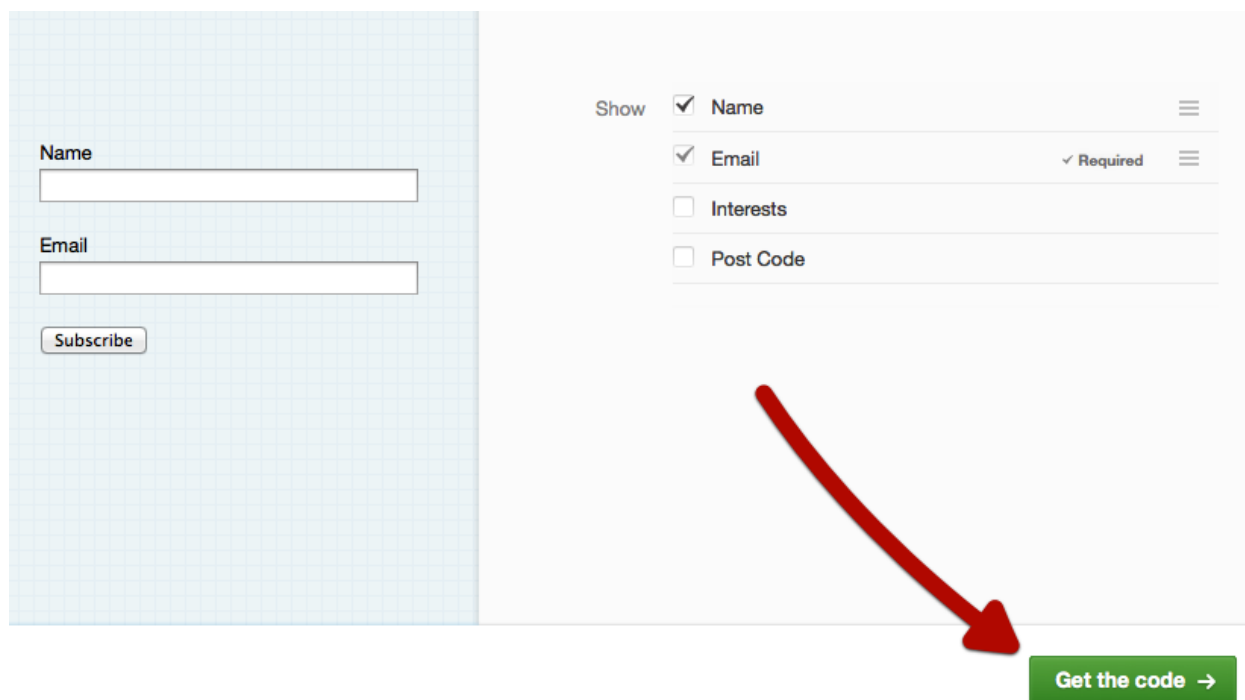 Name
Email
Subscribe
Show
Name
Email
✓ Required
Interests
Post Code
Get the code →